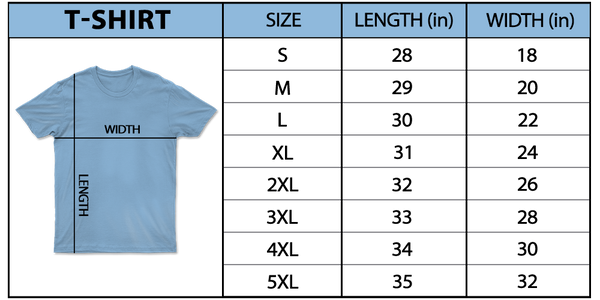 T-SHIRT SIZE LENGTH (in) WIDTH (in)
S 28 18
M 29 20
L 30 22
XL 31 24
2XL 32 26
3XL 33 28
4XL 34 30
5XL 35 32
WIDTH
LENGTH